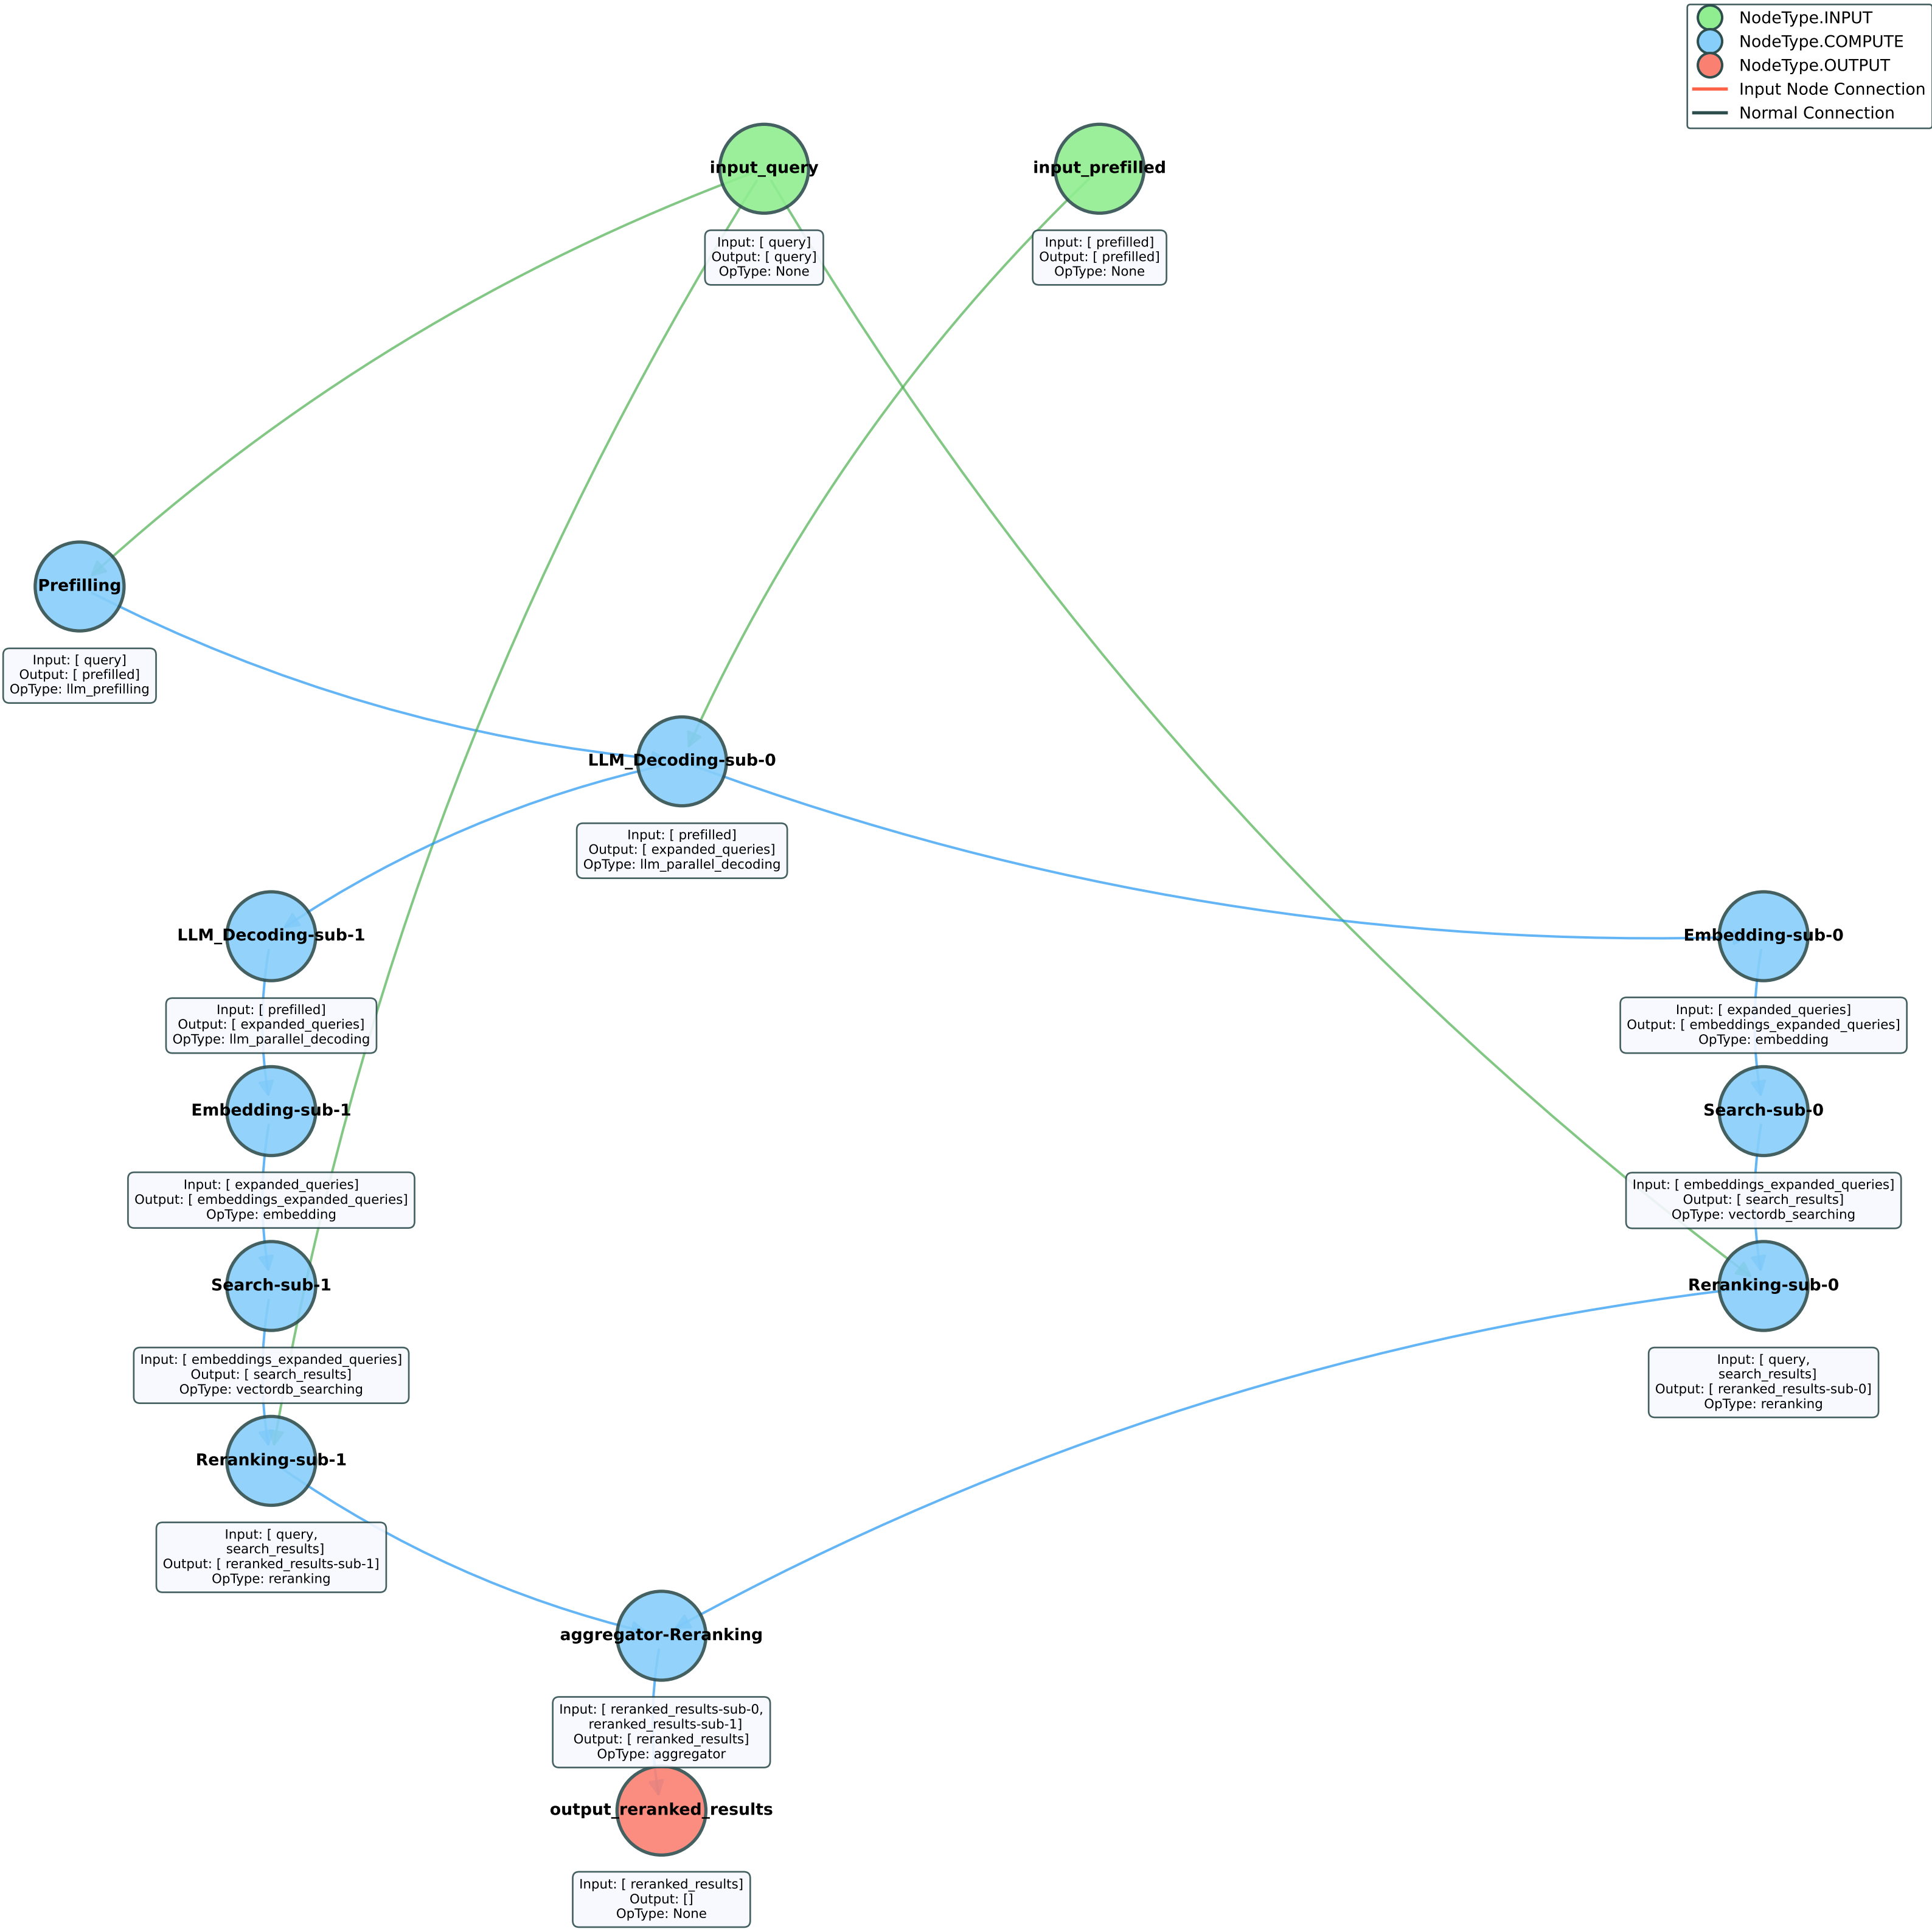 NodeType.INPUT
NodeType.COMPUTE
NodeType.OUTPUT
Input Node Connection
Normal Connection
input_query
Input: [ query]
Output: [ query]
OpType: None
input_prefilled
Input: [ prefilled]
Output: [ prefilled]
OpType: None
Prefilling
Input: [ query]
Output: [ prefilled]
OpType: llm_prefilling
LLM_Decoding-sub-0
Input: [ prefilled]
Output: [ expanded_queries]
OpType: llm_parallel_decoding
LLM_Decoding-sub-1
Input: [ prefilled]
Output: [ expanded_queries]
OpType: llm_parallel_decoding
Embedding-sub-0
Input: [ expanded_queries]
Output: [ embeddings_expanded_queries]
OpType: embedding
Embedding-sub-1
Input: [ expanded_queries]
Output: [ embeddings_expanded_queries]
OpType: embedding
Search-sub-0
Input: [ embeddings_expanded_queries]
Output: [ search_results]
OpType: vectordb_searching
Search-sub-1
Input: [ embeddings_expanded_queries]
Output: [ search_results]
OpType: vectordb_searching
Reranking-sub-0
Input: [ query,
search_results]
Output: [ reranked_results-sub-0]
OpType: reranking
Reranking-sub-1
Input: [ query,
search_results]
Output: [ reranked_results-sub-1]
OpType: reranking
aggregator-Reranking
Input: [ reranked_results-sub-0,
reranked_results-sub-1]
Output: [ reranked_results]
OpType: aggregator
output_reranked_results
Input: [ reranked_results]
Output: []
OpType: None